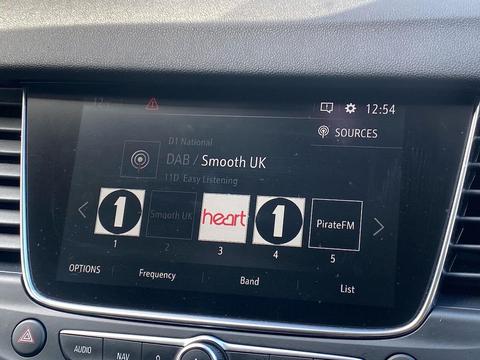 12:54
SOURCES
D1 National
DAB / Smooth UK
11D Easy Listening
1 Smooth UK heart 1 PirateFM
1 2 3 4 5
OPTIONS Frequency Band List
AUDIO NAV